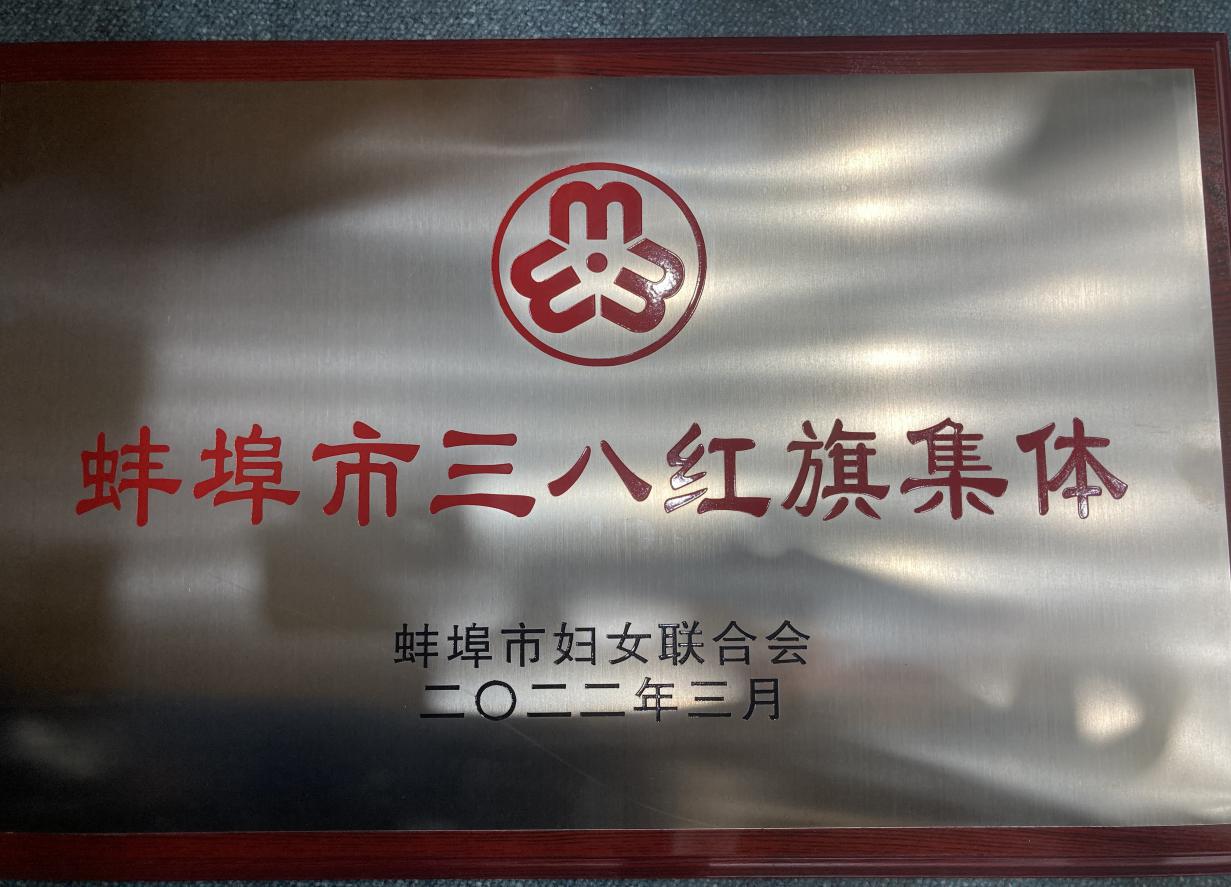 蚌埠市三八红旗集体
蚌埠市妇女联合会
二〇二二年三月